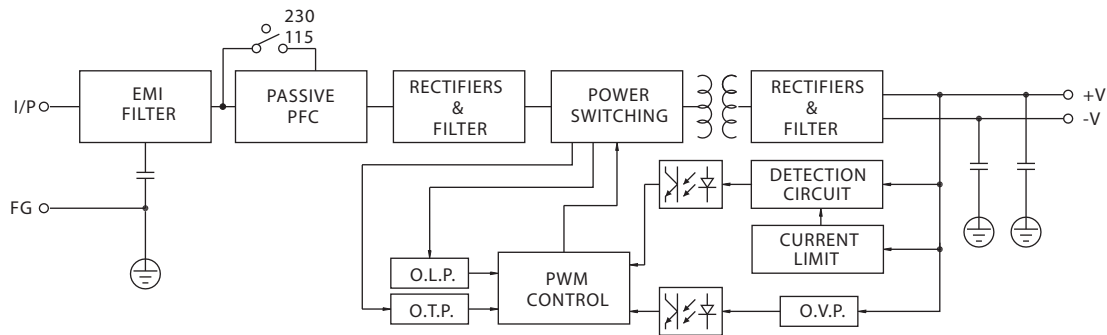 230
115
I/P
EMI
FILTER
PASSIVE
PFC
RECTIFIERS
&
FILTER
POWER
SWITCHING
RECTIFIERS
&
FILTER
+V
-V
FG
DETECTION
CIRCUIT
CURRENT
LIMIT
O.L.P.
O.T.P.
PWM
CONTROL
O.V.P.